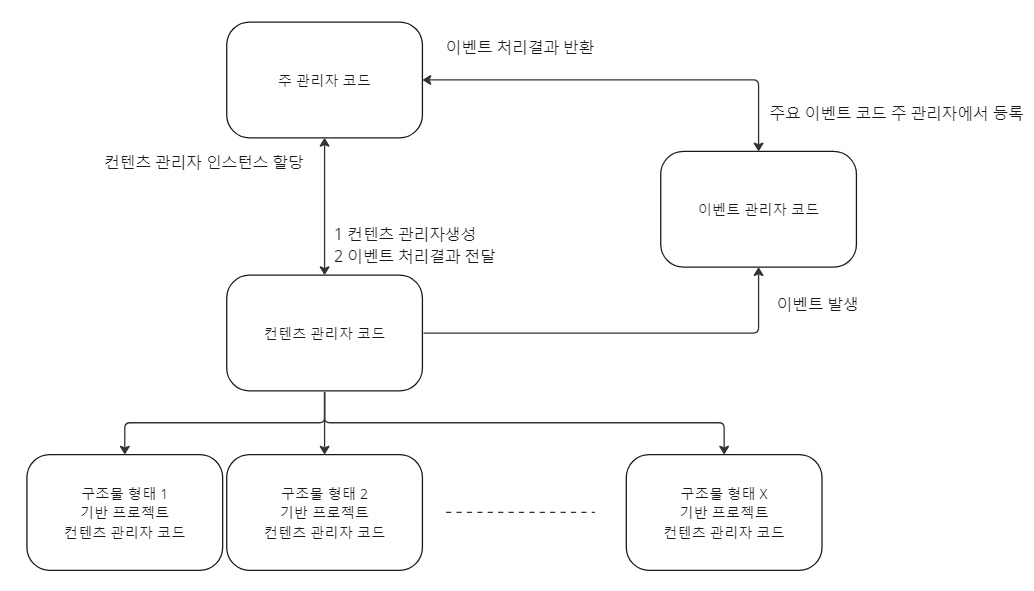 이벤트 처리결과 반환
주 관리자 코드
주요 이벤트 코드 주 관리자에서 등록
컨텐츠 관리자 인스턴스 할당
이벤트 관리자 코드
1 컨텐츠 관리자생성
2 이벤트 처리결과 전달
이벤트 발생
컨텐츠 관리자 코드
구조물 형태 1
기반 프로젝트
컨텐츠 관리자 코드
구조물 형태 2
기반 프로젝트
컨텐츠 관리자 코드
구조물 형태 X
기반 프로젝트
컨텐츠 관리자 코드